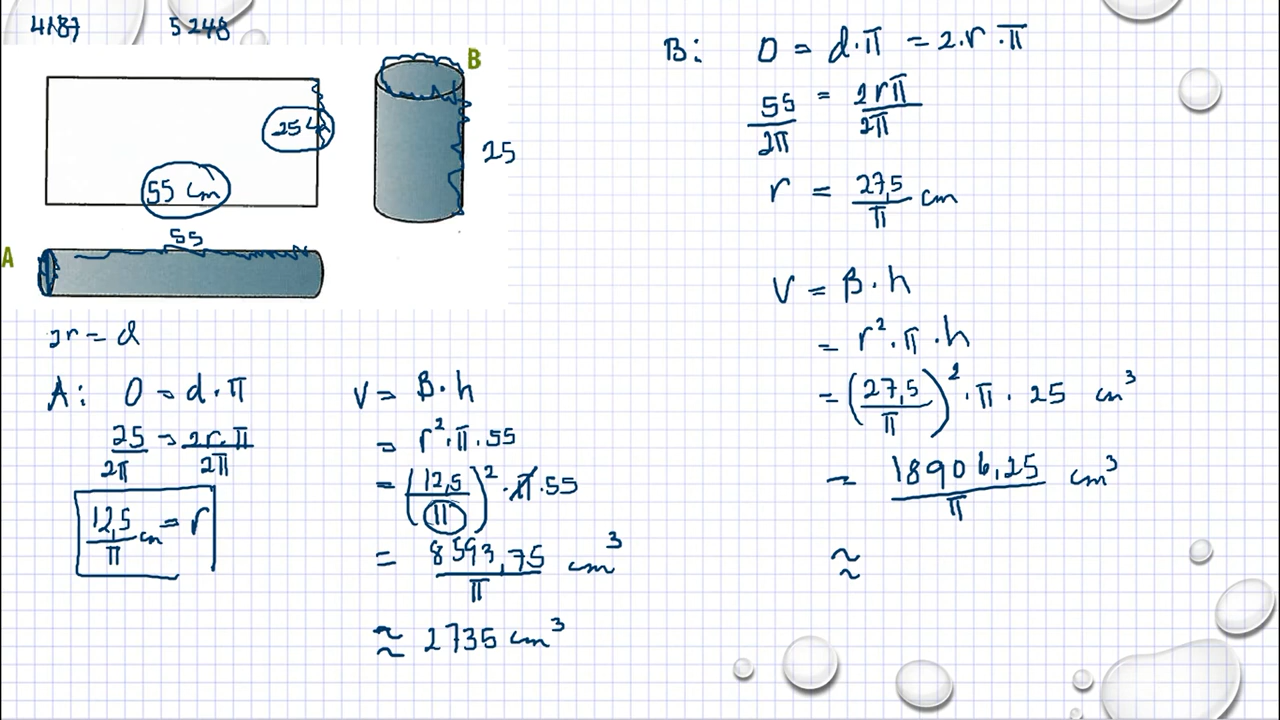 4187 5248
B
25 cm
25
55 cm
55
A
2r = d
A: O = d·π
25/2π = 2r·π/2π
12,5/π cm = r
V = B·h
= r²·π·55
= (12,5/π)²·π·55
= 8593,75/π cm³
≈ 2735 cm³
B: O = d·π = 2·r·π
55/2π = 2rπ/2π
r = 27,5/π cm
V = B·h
= r²·π·h
= (27,5/π)²·π·25 cm³
= 18906,25/π cm³
≈